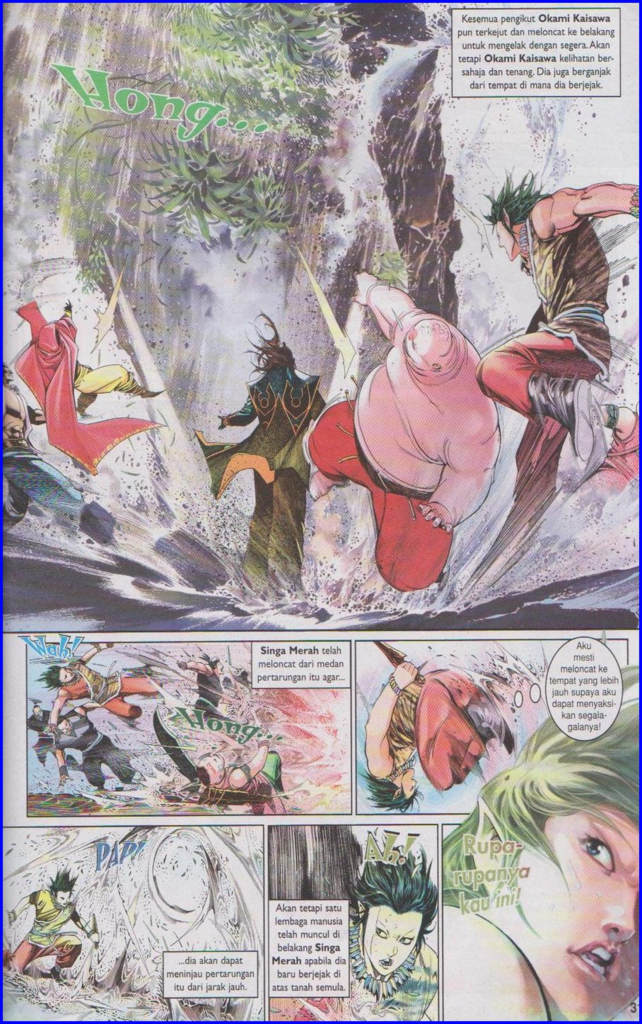 Kesemua pengikut Okami Kaisawa
pun terkejut dan meloncat ke belakang
untuk mengelak dengan segera. Akan
tetapi Okami Kaisawa kelihatan ber-
sahaja dan tenang. Dia juga berganjak
dari tempat di mana dia berjejak.
Hong...
Wah!
Singa Merah telah
meloncat dari medan
pertarungan itu agar...
Hong...
Aku
mesti
meloncat ke
tempat yang lebih
jauh supaya aku
dapat menyaksi-
kan segala-
galanya!
PAP!
...dia akan dapat
meninjau pertarungan
itu dari jarak jauh.
Ah!
Akan tetapi satu
lembaga manusia
telah muncul di
belakang Singa
Merah apabila dia
baru berjejak di
atas tanah semula.
Rupa-
rupanya
kau ini!
3